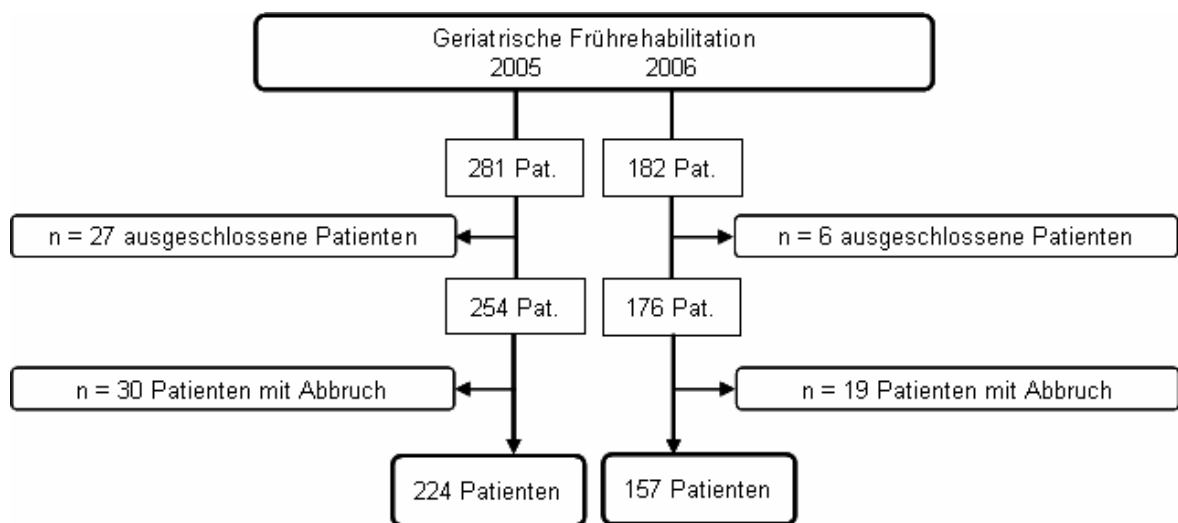 Geriatrische Frührehabilitation
2005 2006
281 Pat. 182 Pat.
n = 27 ausgeschlossene Patienten n = 6 ausgeschlossene Patienten
254 Pat. 176 Pat.
n = 30 Patienten mit Abbruch n = 19 Patienten mit Abbruch
224 Patienten 157 Patienten